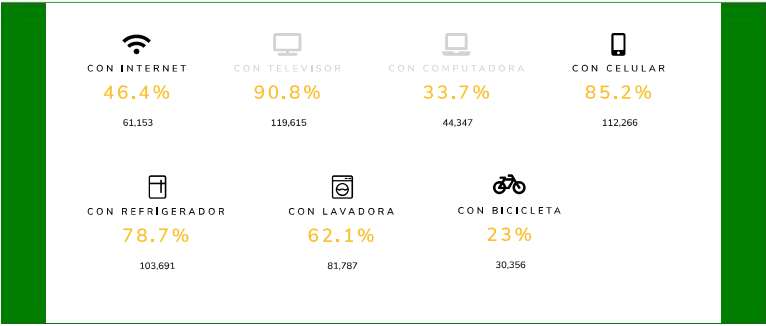 CON INTERNET CON TELEVISOR CON COMPUTADORA CON CELULAR
46.4% 90.8% 33.7% 85.2%
61,153 119,615 44,347 112,266
CON REFRIGERADOR CON LAVADORA CON BICICLETA
78.7% 62.1% 23%
103,691 81,787 30,356